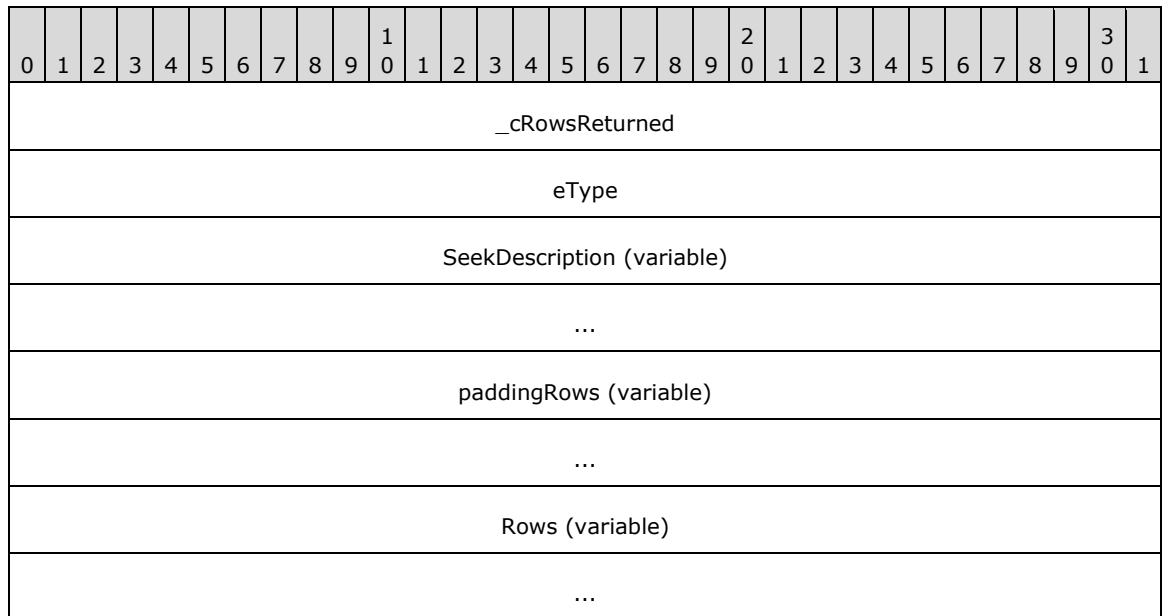 1 2 3
0 1 2 3 4 5 6 7 8 9 0 1 2 3 4 5 6 7 8 9 0 1 2 3 4 5 6 7 8 9 0 1
_cRowsReturned
eType
SeekDescription (variable)
...
paddingRows (variable)
...
Rows (variable)
...